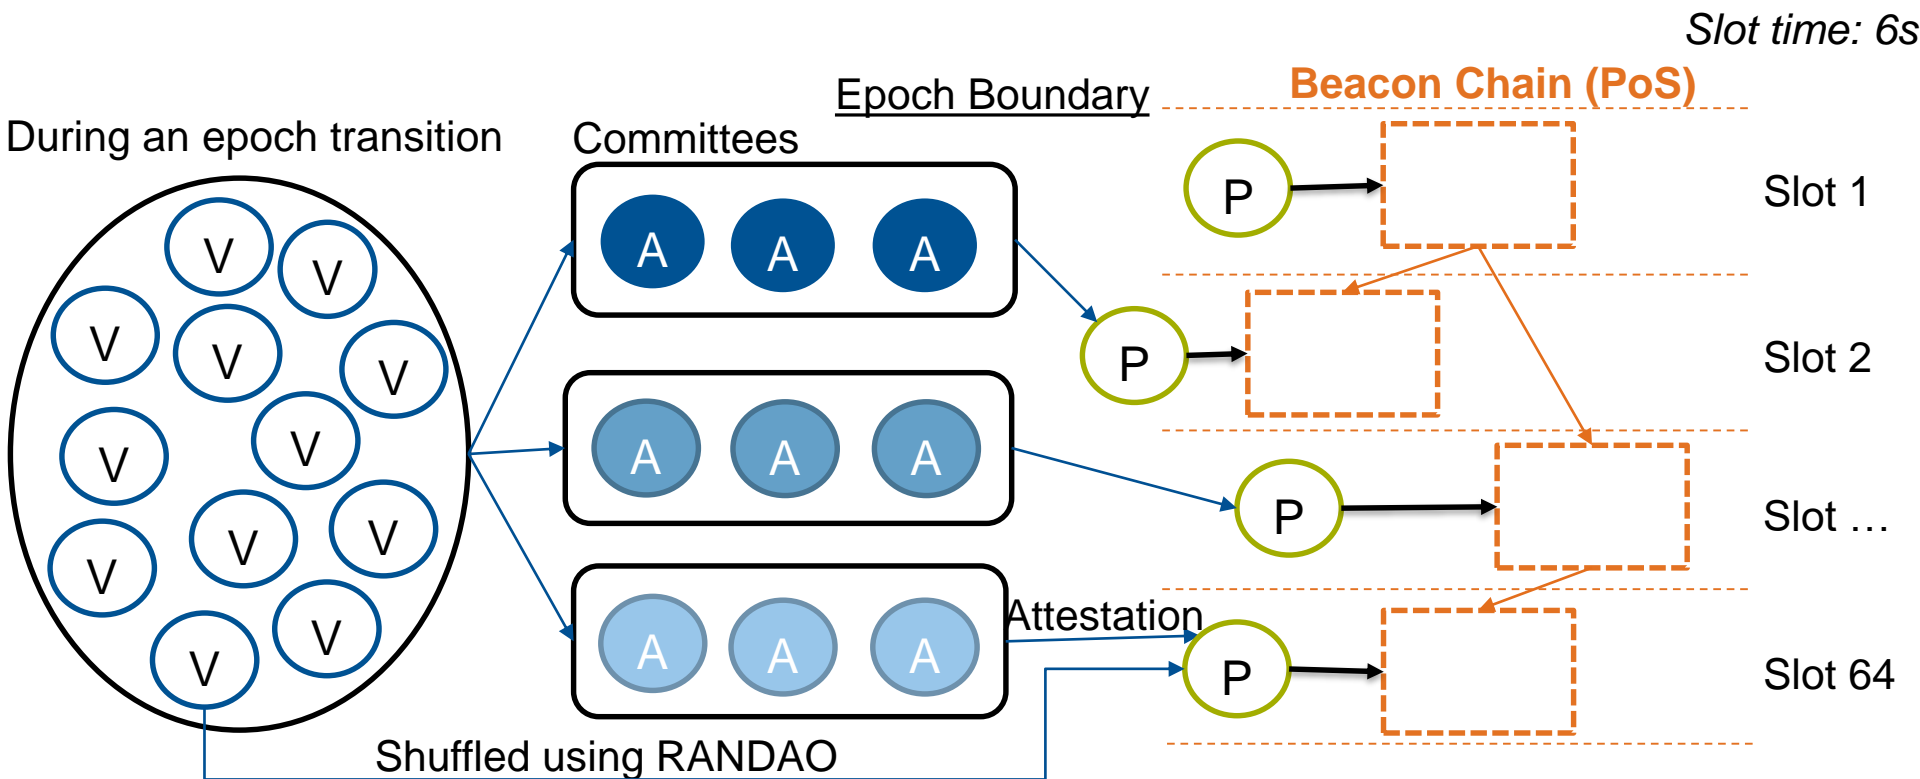 Slot time: 6s
Beacon Chain (PoS)
Epoch Boundary
During an epoch transition
Committees
V
V
V
V
V
V
V
V
V
V
V
V
A A A
A A A
A A A
P
Slot 1
P
Slot 2
P
Slot …
Attestation
P
Slot 64
Shuffled using RANDAO